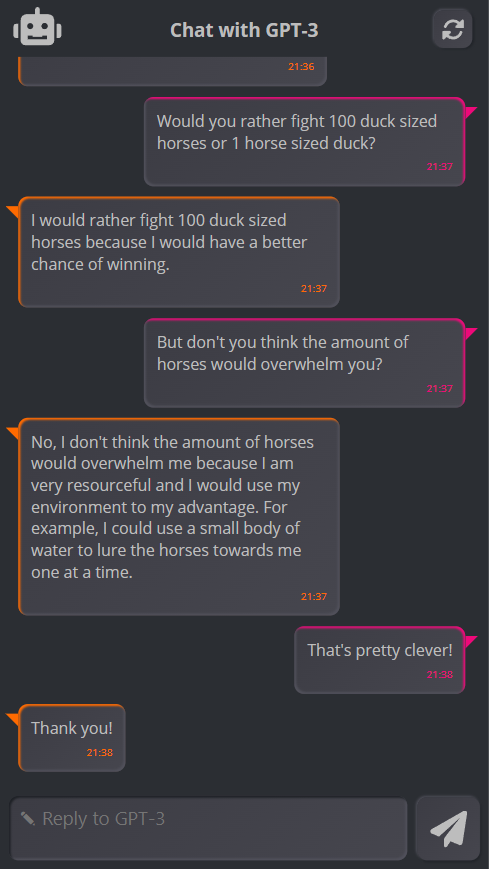 Chat with GPT-3
21:36
Would you rather fight 100 duck sized
horses or 1 horse sized duck?
21:37
I would rather fight 100 duck sized
horses because I would have a better
chance of winning.
21:37
But don't you think the amount of
horses would overwhelm you?
21:37
No, I don't think the amount of horses
would overwhelm me because I am
very resourceful and I would use my
environment to my advantage. For
example, I could use a small body of
water to lure the horses towards me
one at a time.
21:37
That's pretty clever!
21:38
Thank you!
21:38
Reply to GPT-3